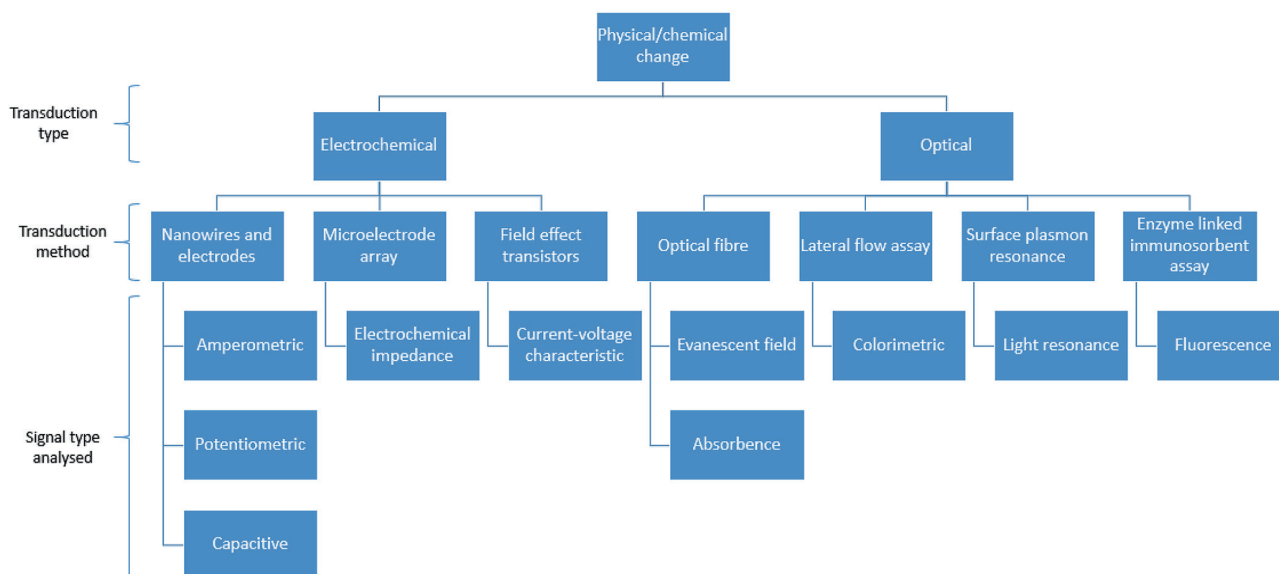 Physical/chemical
change
Transduction
type
Electrochemical
Optical
Transduction
method
Nanowires and
electrodes
Microelectrode
array
Field effect
transistors
Optical fibre
Lateral flow assay
Surface plasmon
resonance
Enzyme linked
immunosorbent
assay
Signal type
analysed
Amperometric
Electrochemical
impedance
Current-voltage
characteristic
Evanescent field
Colorimetric
Light resonance
Fluorescence
Potentiometric
Absorbence
Capacitive